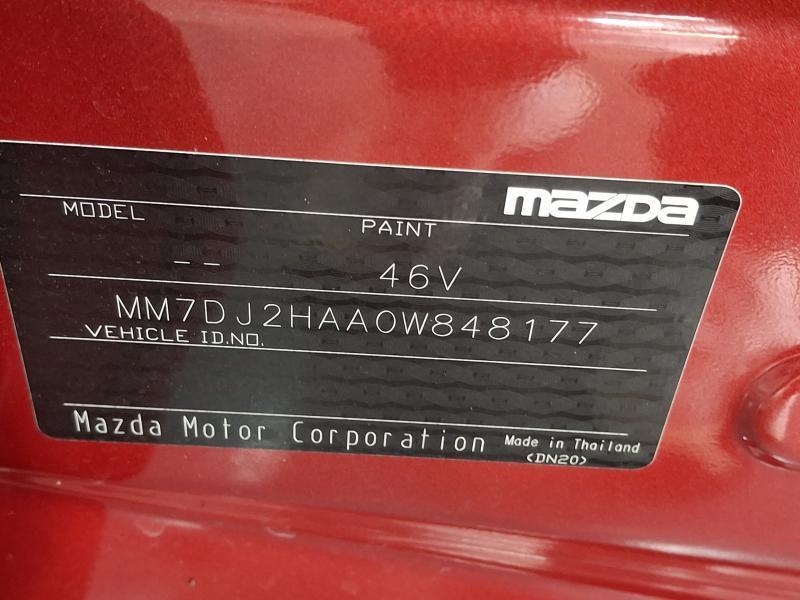 mazda
MODEL PAINT
-- 46V
MM7DJ2HAA0W848177
VEHICLE ID.NO.
Mazda Motor Corporation Made in Thailand
<DN20>